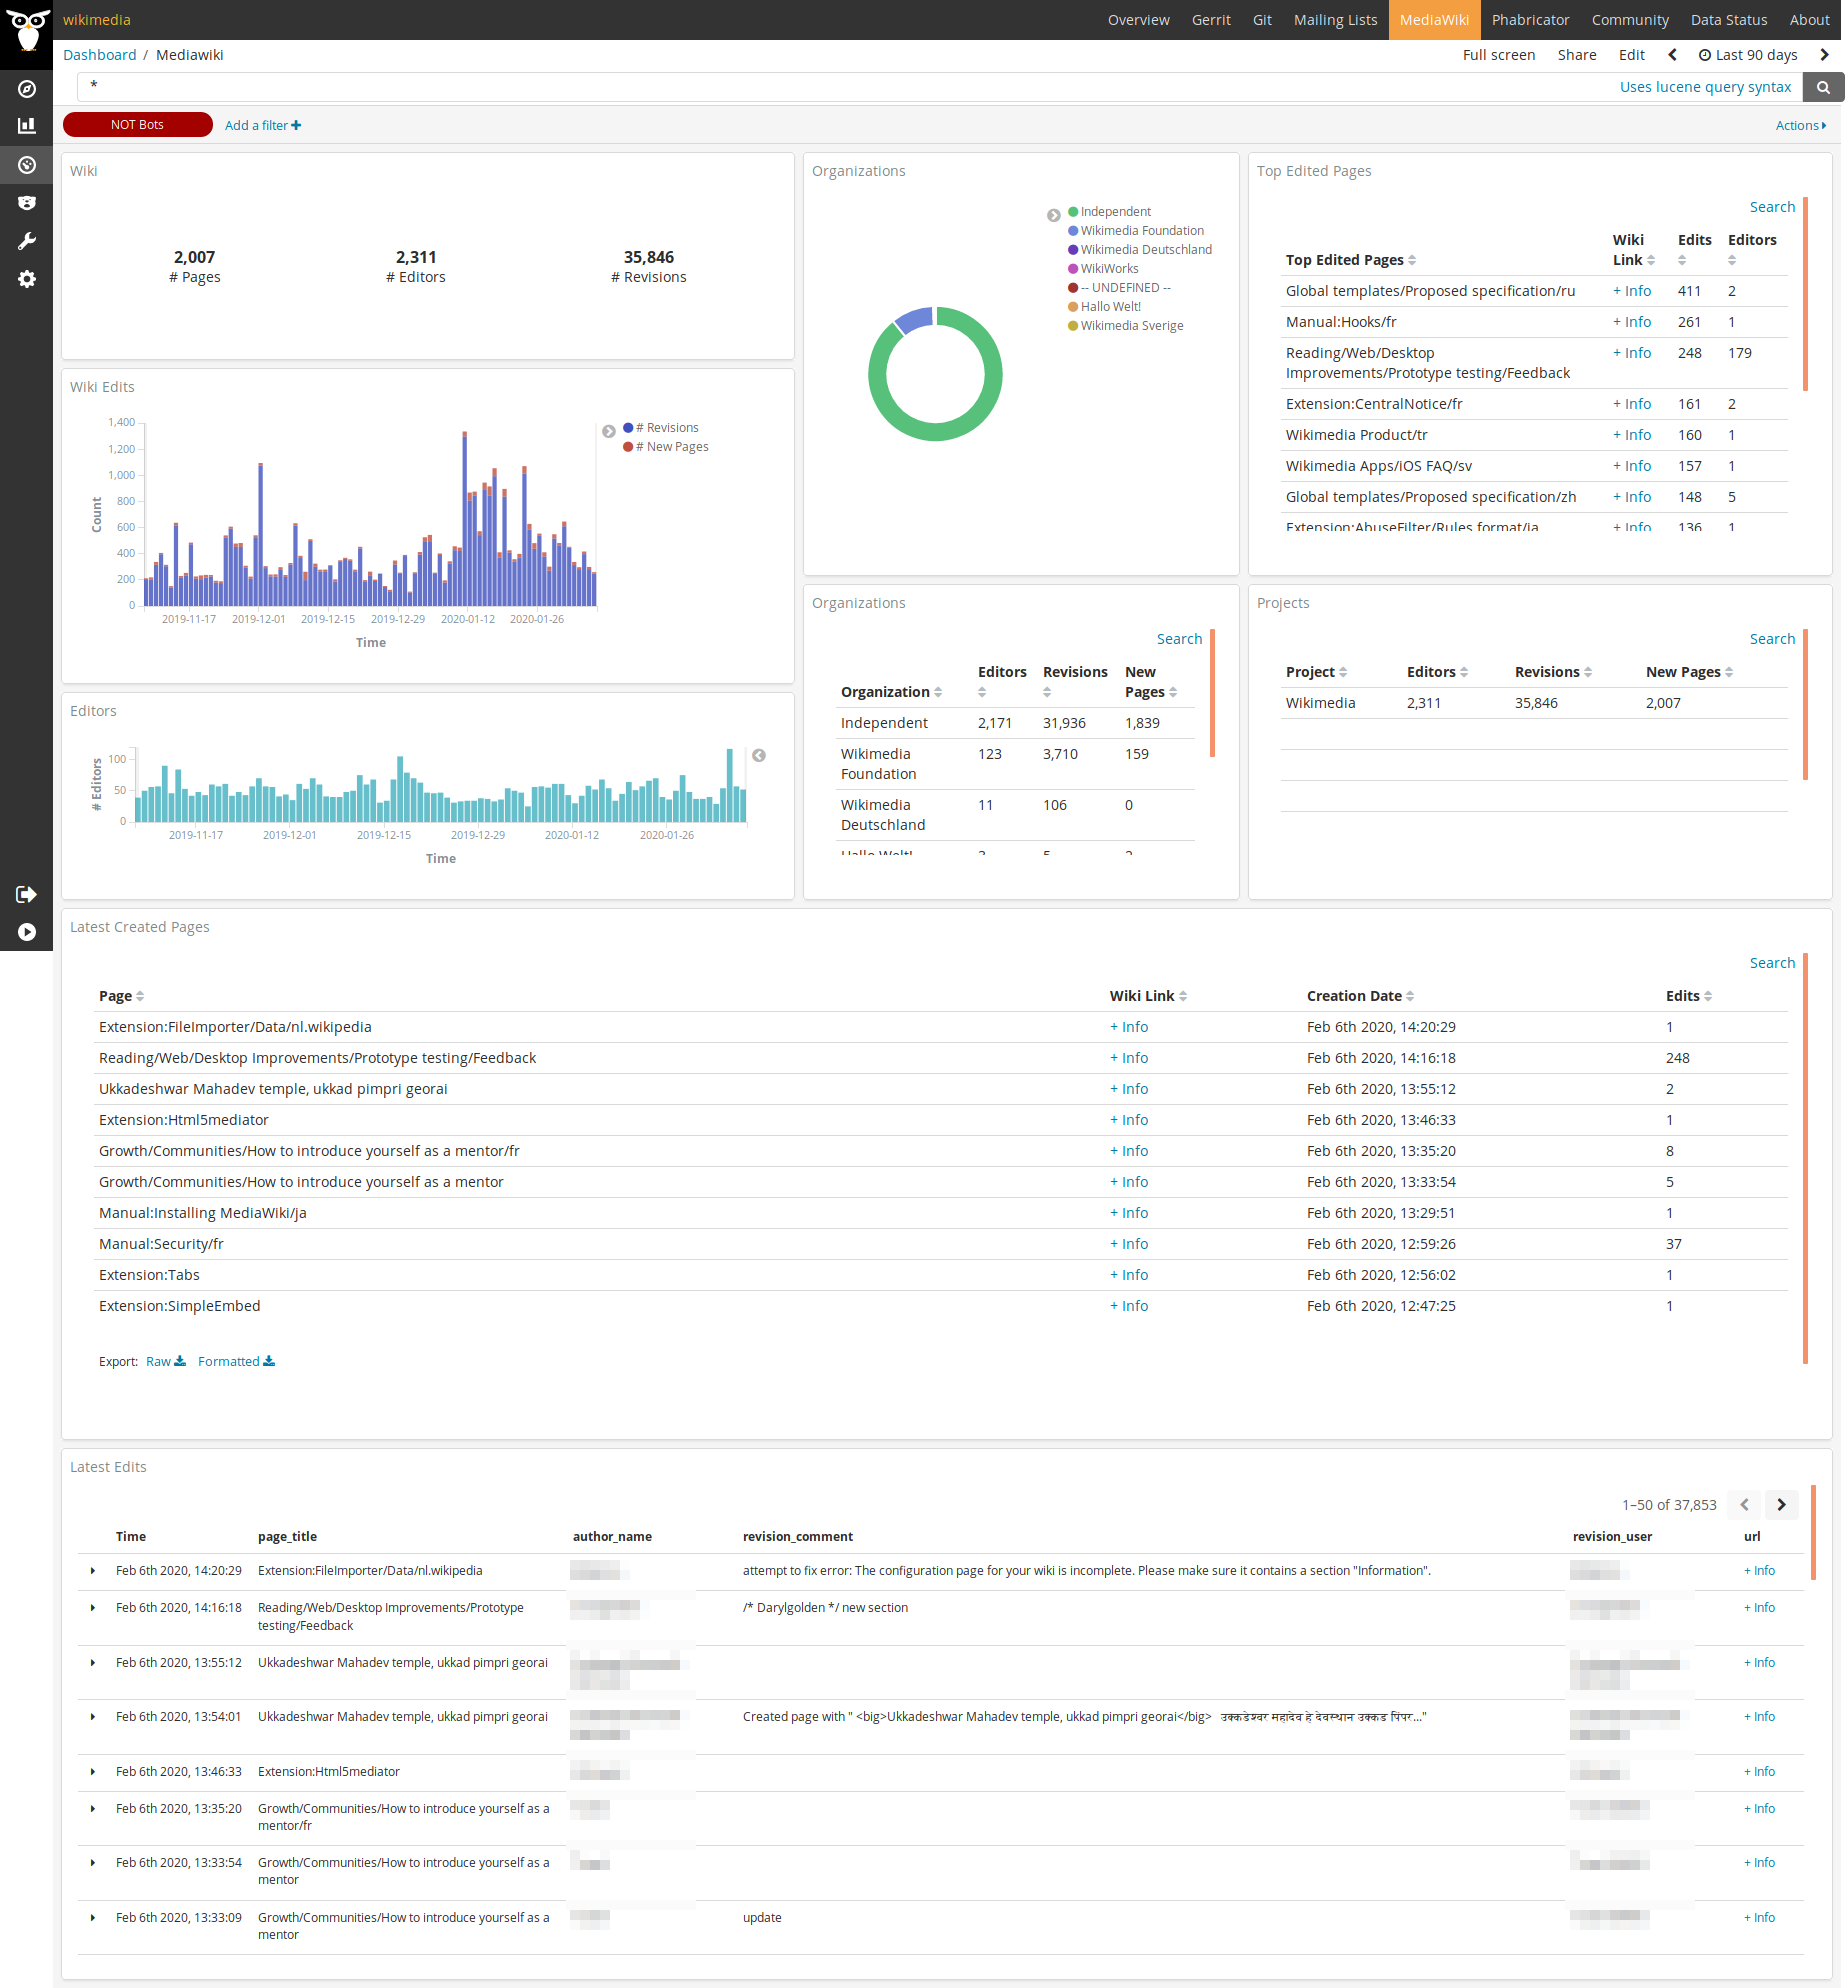 wikimedia
Overview Gerrit Git Mailing Lists MediaWiki Phabricator Community Data Status About
Dashboard / Mediawiki
Full screen Share Edit Last 90 days
*
Uses lucene query syntax
NOT Bots
Add a filter
Actions
Wiki
2,007 2,311 35,846
# Pages # Editors # Revisions
Wiki Edits
1,400
1,200
1,000
800
600
400
200
0
Count
2019-11-17 2019-12-01 2019-12-15 2019-12-29 2020-01-12 2020-01-26
Time
# Revisions
# New Pages
Editors
100
50
0
# Editors
2019-11-17 2019-12-01 2019-12-15 2019-12-29 2020-01-12 2020-01-26
Time
Organizations
Independent
Wikimedia Foundation
Wikimedia Deutschland
WikiWorks
-- UNDEFINED --
Hallo Welt!
Wikimedia Sverige
Top Edited Pages
Search
Top Edited Pages Wiki Link Edits Editors
Global templates/Proposed specification/ru + Info 411 2
Manual:Hooks/fr + Info 261 1
Reading/Web/Desktop + Info 248 179
Improvements/Prototype testing/Feedback
Extension:CentralNotice/fr + Info 161 2
Wikimedia Product/tr + Info 160 1
Wikimedia Apps/iOS FAQ/sv + Info 157 1
Global templates/Proposed specification/zh + Info 148 5
Extension:AbuseFilter/Rules format/ja + Info 136 1
Organizations
Search
Organization Editors Revisions New Pages
Independent 2,171 31,936 1,839
Wikimedia 123 3,710 159
Foundation
Wikimedia 11 106 0
Deutschland
Hallo Welt! 3 5 2
Projects
Search
Project Editors Revisions New Pages
Wikimedia 2,311 35,846 2,007
Latest Created Pages
Search
Page Wiki Link Creation Date Edits
Extension:FileImporter/Data/nl.wikipedia + Info Feb 6th 2020, 14:20:29 1
Reading/Web/Desktop Improvements/Prototype testing/Feedback + Info Feb 6th 2020, 14:16:18 248
Ukkadeshwar Mahadev temple, ukkad pimpri georai + Info Feb 6th 2020, 13:55:12 2
Extension:Html5mediator + Info Feb 6th 2020, 13:46:33 1
Growth/Communities/How to introduce yourself as a mentor/fr + Info Feb 6th 2020, 13:35:20 8
Growth/Communities/How to introduce yourself as a mentor + Info Feb 6th 2020, 13:33:54 5
Manual:Installing MediaWiki/ja + Info Feb 6th 2020, 13:29:51 1
Manual:Security/fr + Info Feb 6th 2020, 12:59:26 37
Extension:Tabs + Info Feb 6th 2020, 12:56:02 1
Extension:SimpleEmbed + Info Feb 6th 2020, 12:47:25 1
Export: Raw Formatted
Latest Edits
1–50 of 37,853
Time page_title author_name revision_comment revision_user url
Feb 6th 2020, 14:20:29 Extension:FileImporter/Data/nl.wikipedia attempt to fix error: The configuration page for your wiki is incomplete. Please make sure it contains a section "Information". + Info
Feb 6th 2020, 14:16:18 Reading/Web/Desktop Improvements/Prototype /* Darylgolden */ new section + Info
testing/Feedback
Feb 6th 2020, 13:55:12 Ukkadeshwar Mahadev temple, ukkad pimpri georai + Info
Feb 6th 2020, 13:54:01 Ukkadeshwar Mahadev temple, ukkad pimpri georai Created page with " <big>Ukkadeshwar Mahadev temple, ukkad pimpri georai</big> उक्कडेश्वर महादेव हे देवस्थान उक्कड पिंपर..." + Info
Feb 6th 2020, 13:46:33 Extension:Html5mediator + Info
Feb 6th 2020, 13:35:20 Growth/Communities/How to introduce yourself as a + Info
mentor/fr
Feb 6th 2020, 13:33:54 Growth/Communities/How to introduce yourself as a + Info
mentor
Feb 6th 2020, 13:33:09 Growth/Communities/How to introduce yourself as a update + Info
mentor